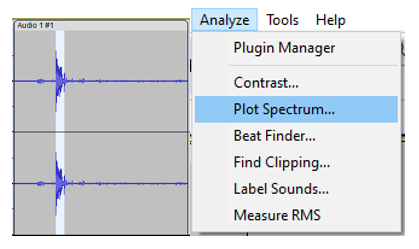 Audio 1 #1
Analyze Tools Help
Plugin Manager
Contrast...
Plot Spectrum...
Beat Finder...
Find Clipping...
Label Sounds...
Measure RMS